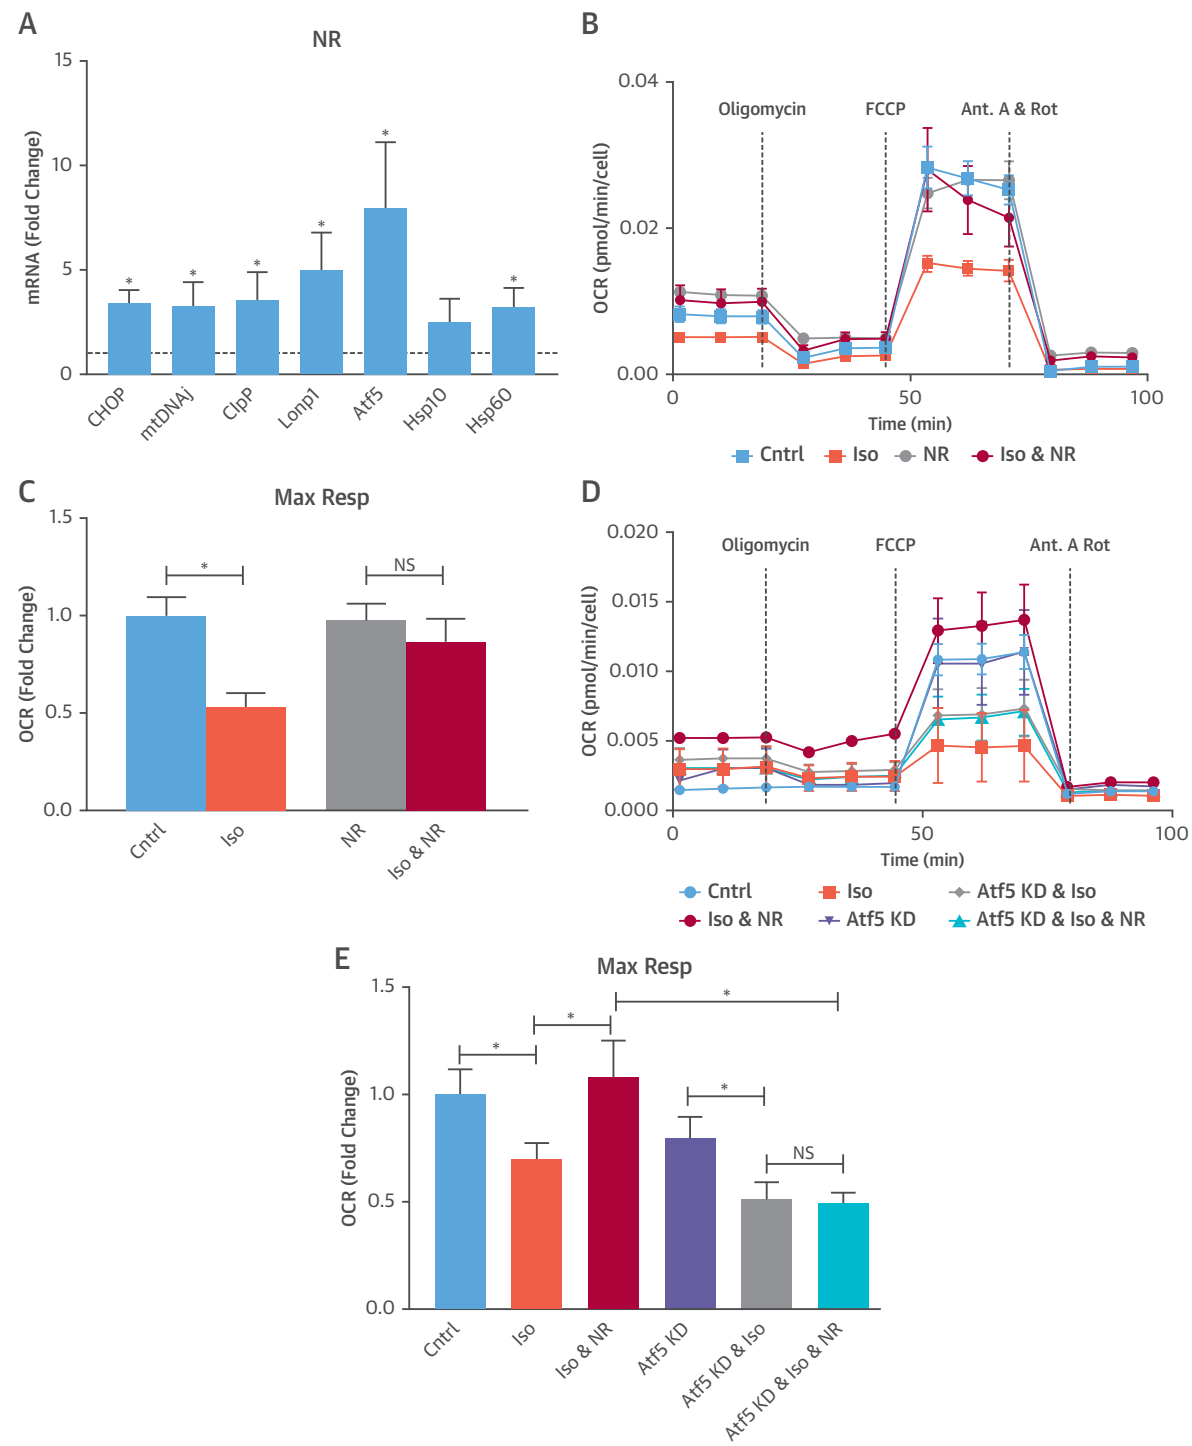 A
NR
mRNA (Fold Change)
15
10
5
0
*
*
*
*
*
*
CHOP
mtDNAj
ClpP
Lonp1
Atf5
Hsp10
Hsp60
B
OCR (pmol/min/cell)
0.04
0.02
0.00
Oligomycin
FCCP
Ant. A & Rot
0
50
100
Time (min)
Cntrl
Iso
NR
Iso & NR
C
Max Resp
OCR (Fold Change)
1.5
1.0
0.5
0.0
*
NS
Cntrl
Iso
NR
Iso & NR
D
OCR (pmol/min/cell)
0.020
0.015
0.010
0.005
0.000
Oligomycin
FCCP
Ant. A Rot
0
50
100
Time (min)
Cntrl
Iso
Atf5 KD & Iso
Iso & NR
Atf5 KD
Atf5 KD & Iso & NR
E
Max Resp
OCR (Fold Change)
1.5
1.0
0.5
0.0
*
*
*
*
NS
Cntrl
Iso
Iso & NR
Atf5 KD
Atf5 KD & Iso
Atf5 KD & Iso & NR